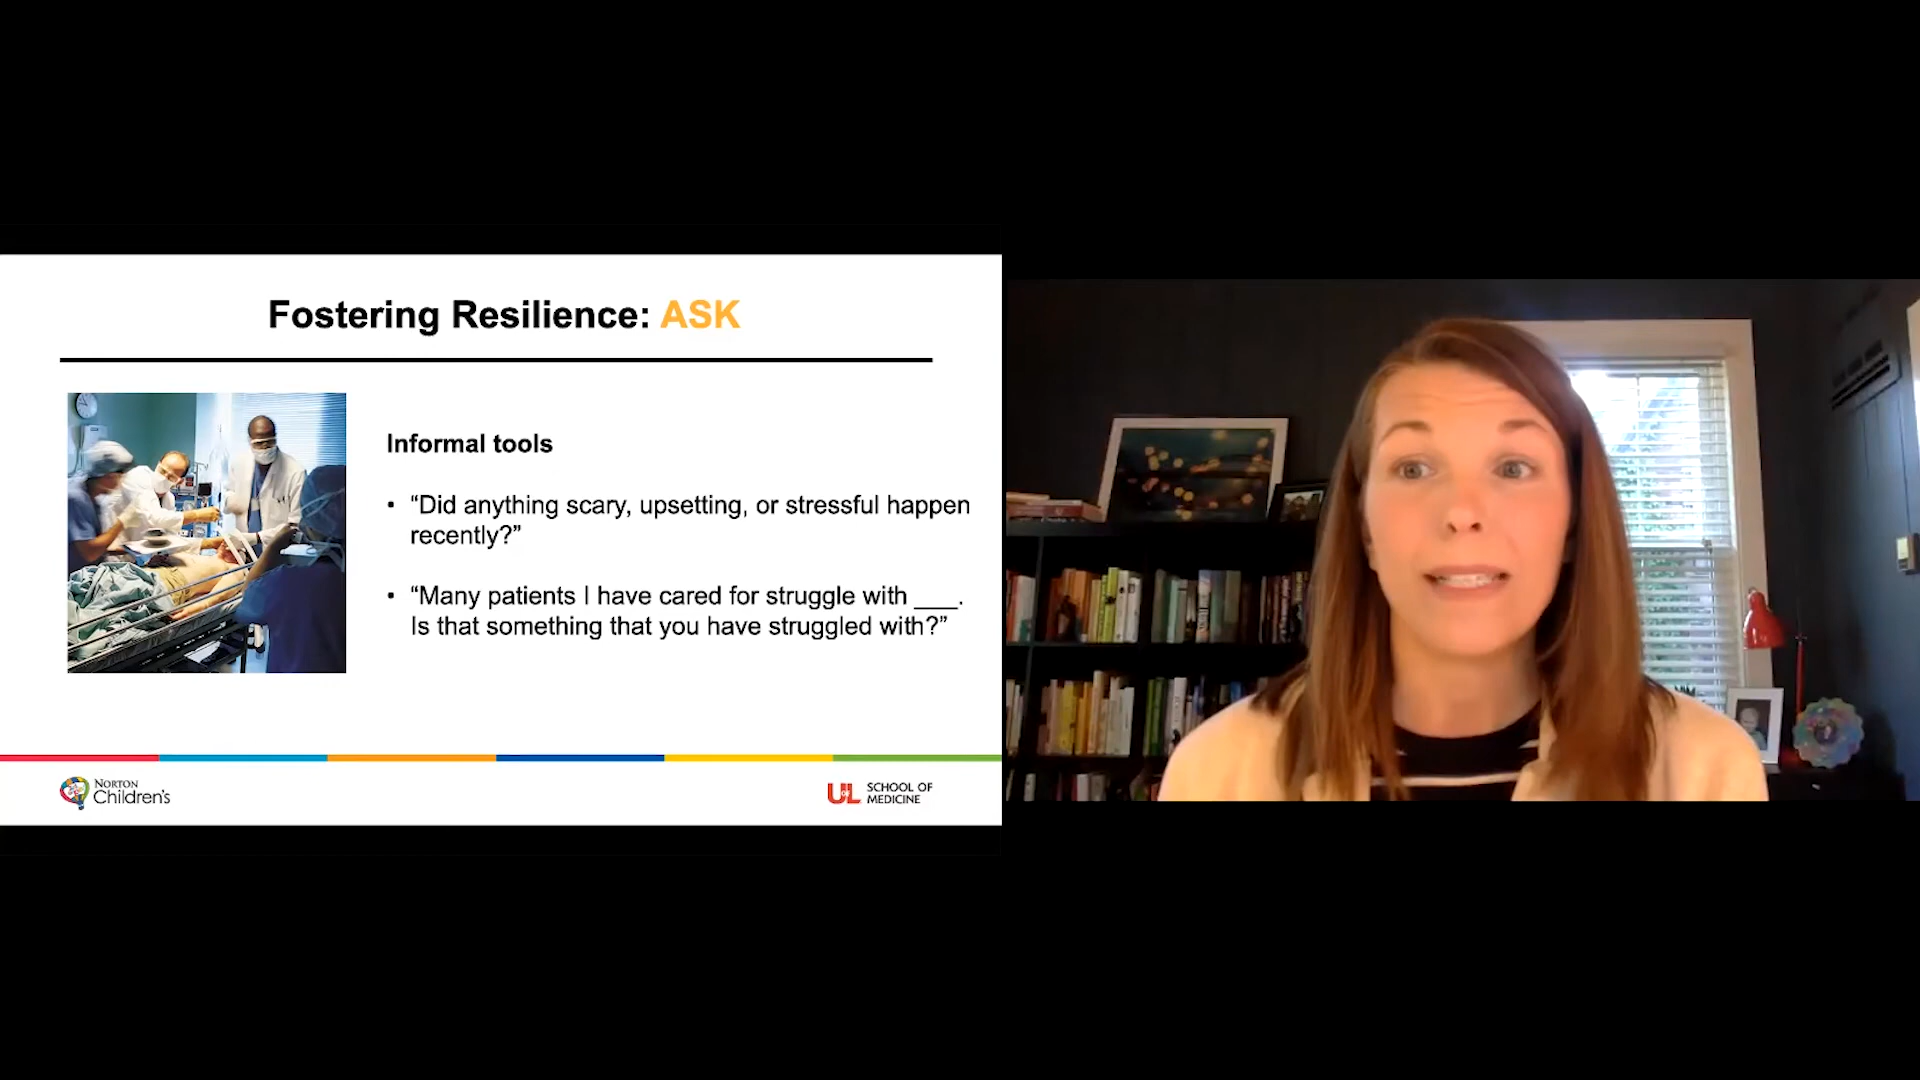 Fostering Resilience: ASK
Informal tools
• “Did anything scary, upsetting, or stressful happen
recently?”
• “Many patients I have cared for struggle with ___.
Is that something that you have struggled with?”
NORTON
Children's
UofL
SCHOOL OF
MEDICINE